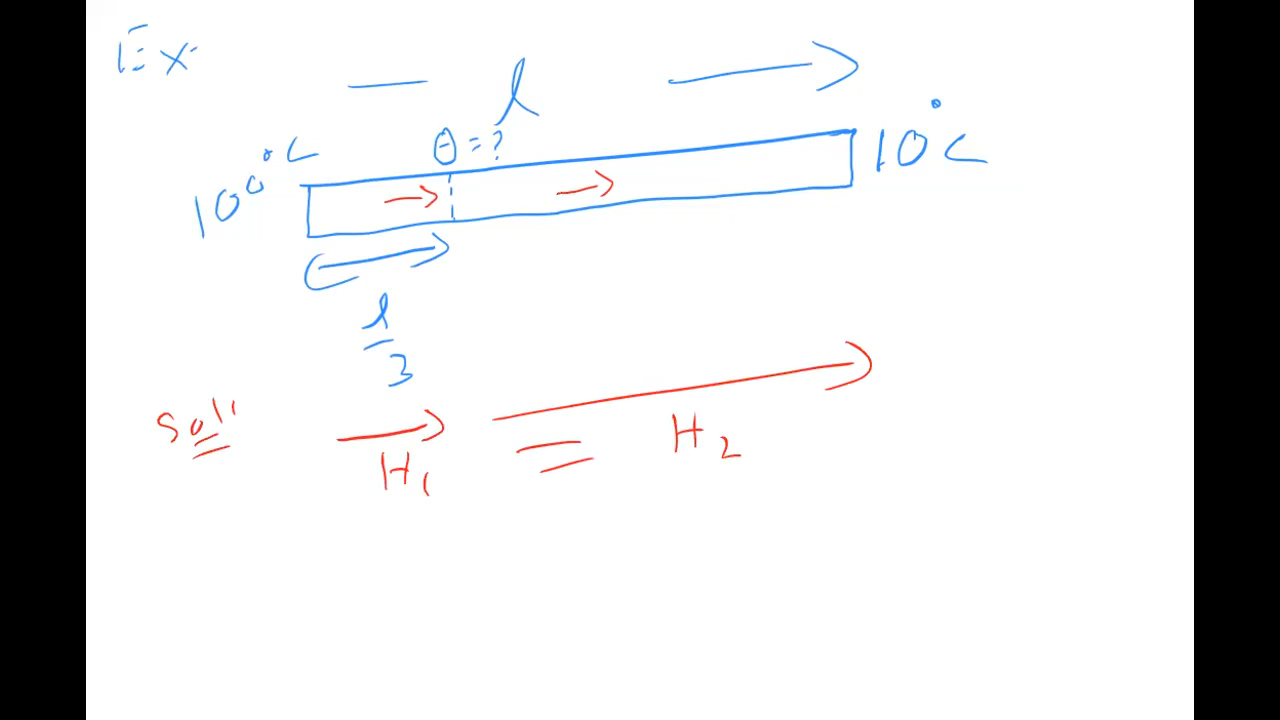 Ex:
l
100°C θ = ? 10°C
l/3
Sol:
H₁ = H₂